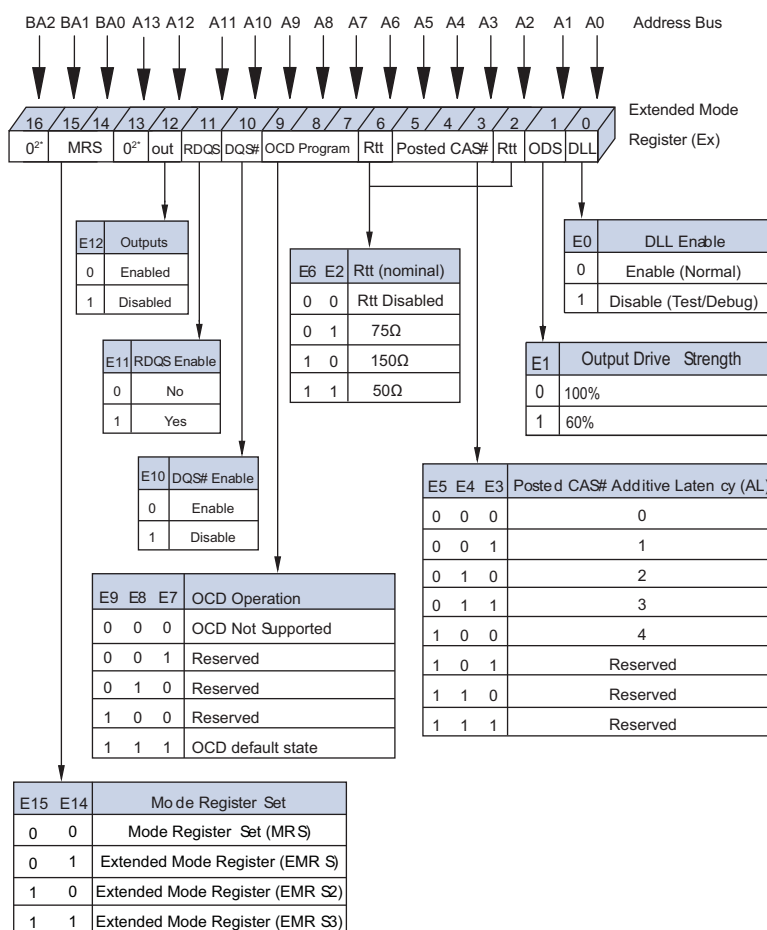 BA2 BA1 BA0 A13 A12 A11 A10 A9 A8 A7 A6 A5 A4 A3 A2 A1 A0 Address Bus
16 15 14 13 12 11 10 9 8 7 6 5 4 3 2 1 0
Extended Mode
Register (Ex)
0²* MRS 0²* out RDQS DQS# OCD Program Rtt Posted CAS# Rtt ODS DLL
E12 Outputs
0 Enabled
1 Disabled
E11 RDQS Enable
0 No
1 Yes
E10 DQS# Enable
0 Enable
1 Disable
E9 E8 E7 OCD Operation
0 0 0 OCD Not Supported
0 0 1 Reserved
0 1 0 Reserved
1 0 0 Reserved
1 1 1 OCD default state
E15 E14 Mode Register Set
0 0 Mode Register Set (MRS)
0 1 Extended Mode Register (EMR S)
1 0 Extended Mode Register (EMR S2)
1 1 Extended Mode Register (EMR S3)
E6 E2 Rtt (nominal)
0 0 Rtt Disabled
0 1 75Ω
1 0 150Ω
1 1 50Ω
E0 DLL Enable
0 Enable (Normal)
1 Disable (Test/Debug)
E1 Output Drive Strength
0 100%
1 60%
E5 E4 E3 Posted CAS# Additive Laten cy (AL)
0 0 0 0
0 0 1 1
0 1 0 2
0 1 1 3
1 0 0 4
1 0 1 Reserved
1 1 0 Reserved
1 1 1 Reserved